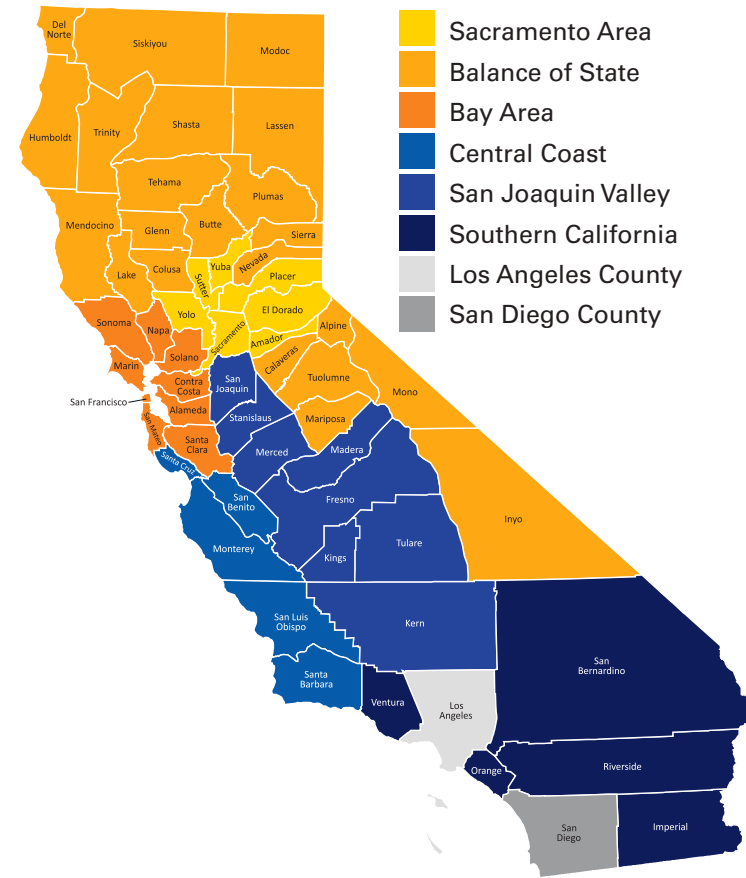 Sacramento Area
Balance of State
Bay Area
Central Coast
San Joaquin Valley
Southern California
Los Angeles County
San Diego County
Del
Norte
Siskiyou
Modoc
Humboldt
Trinity
Shasta
Lassen
Tehama
Plumas
Mendocino
Glenn
Butte
Sierra
Lake
Colusa
Sutter
Yuba
Nevada
Placer
Yolo
El Dorado
Sonoma
Napa
Sacramento
Amador
Alpine
Solano
Marin
Calaveras
Contra
Costa
San
Joaquin
Tuolumne
Mono
San Francisco
Alameda
Stanislaus
Mariposa
San Mateo
Santa
Clara
Merced
Madera
Santa Cruz
San
Benito
Fresno
Inyo
Monterey
Kings
Tulare
San Luis
Obispo
Kern
San
Bernardino
Santa
Barbara
Ventura
Los
Angeles
Orange
Riverside
San
Diego
Imperial